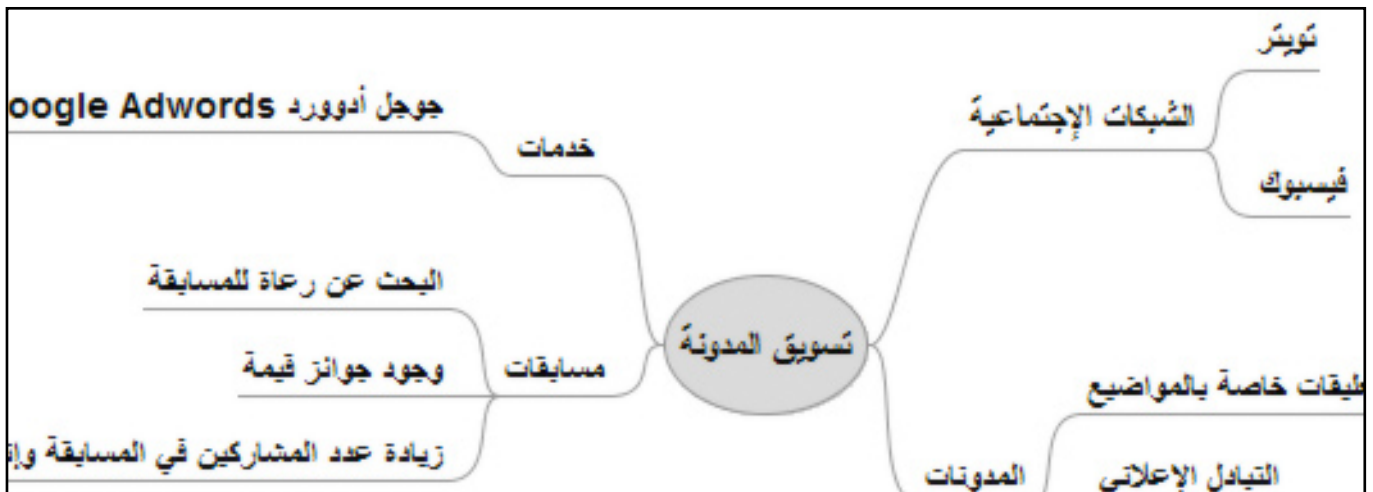 تويتر
الشبكات الإجتماعية
فيسبوك
جوجل أدوورد oogle Adwords
خدمات
تسويق المدونة
البحث عن رعاة للمسابقة
مسابقات
وجود جوائز قيمة
زيادة عدد المشاركين في المسابقة
خاصة بالمواضيع
المدونات
التبادل الإعلاني